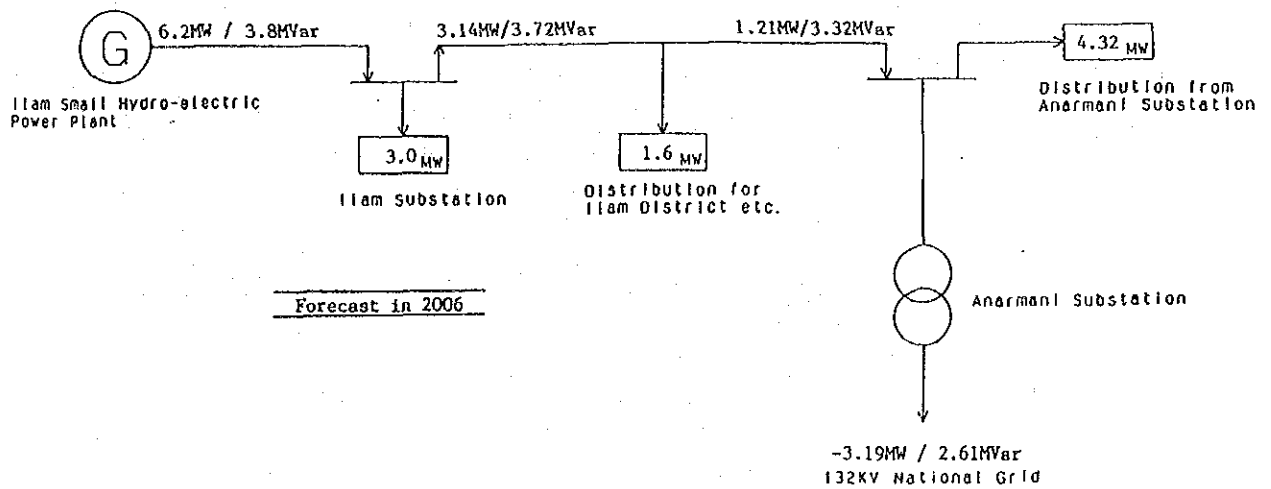 G
6.2MW / 3.8MVar
3.14MW/3.72MVar
1.21MW/3.32MVar
4.32 MW
Ilam Small Hydro-electric
Power Plant
Distribution from
Anarmani Substation
3.0 MW
1.6 MW
Ilam Substation
Distribution for
Ilam District etc.
Forecast in 2006
Anarmani Substation
-3.19MW / 2.61MVar
132KV National Grid